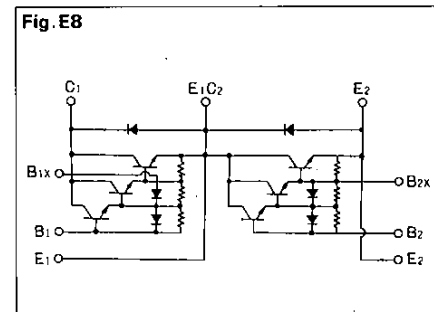 Fig.E8
C₁ E₁C₂ E₂
B₁X B₂X
B₁ B₂
E₁ E₂